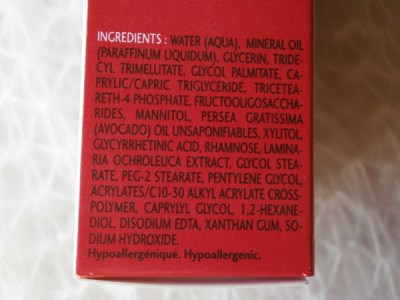 INGREDIENTS : WATER (AQUA), MINERAL OIL
(PARAFFINUM LIQUIDUM), GLYCERIN, TRIDE-
CYL TRIMELLITATE, GLYCOL PALMITATE, CA-
PRYLIC/CAPRIC TRIGLYCERIDE, TRICETEA-
RETH-4 PHOSPHATE, FRUCTOOLIGOSACCHA-
RIDES, MANNITOL, PERSEA GRATISSIMA
(AVOCADO) OIL UNSAPONIFIABLES, XYLITOL,
GLYCYRRHETINIC ACID, RHAMNOSE, LAMINA-
RIA OCHROLEUCA EXTRACT, GLYCOL STEA-
RATE, PEG-2 STEARATE, PENTYLENE GLYCOL,
ACRYLATES/C10-30 ALKYL ACRYLATE CROSS-
POLYMER, CAPRYLYL GLYCOL, 1,2-HEXANE-
DIOL, DISODIUM EDTA, XANTHAN GUM, SO-
DIUM HYDROXIDE.
Hypoallergénique. Hypoallergenic.